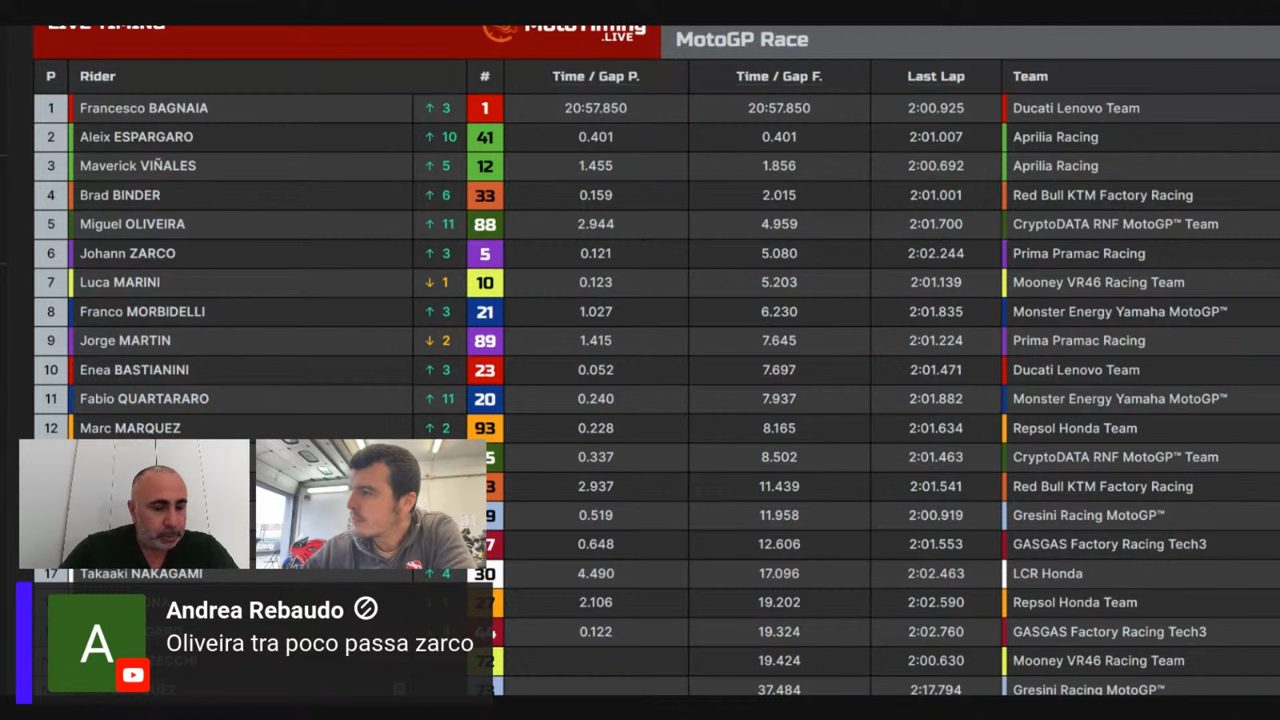 LIVE TIMING
MotoTiming
.LIVE
MotoGP Race
P Rider # Time / Gap P. Time / Gap F. Last Lap Team
1 Francesco BAGNAIA ↑ 3 1 20:57.850 20:57.850 2:00.925 Ducati Lenovo Team
2 Aleix ESPARGARO ↑ 10 41 0.401 0.401 2:01.007 Aprilia Racing
3 Maverick VIÑALES ↑ 5 12 1.455 1.856 2:00.692 Aprilia Racing
4 Brad BINDER ↑ 6 33 0.159 2.015 2:01.001 Red Bull KTM Factory Racing
5 Miguel OLIVEIRA ↑ 11 88 2.944 4.959 2:01.700 CryptoDATA RNF MotoGP™ Team
6 Johann ZARCO ↑ 3 5 0.121 5.080 2:02.244 Prima Pramac Racing
7 Luca MARINI ↓ 1 10 0.123 5.203 2:01.139 Mooney VR46 Racing Team
8 Franco MORBIDELLI ↑ 3 21 1.027 6.230 2:01.835 Monster Energy Yamaha MotoGP™
9 Jorge MARTIN ↓ 2 89 1.415 7.645 2:01.224 Prima Pramac Racing
10 Enea BASTIANINI ↑ 3 23 0.052 7.697 2:01.471 Ducati Lenovo Team
11 Fabio QUARTARARO ↑ 11 20 0.240 7.937 2:01.882 Monster Energy Yamaha MotoGP™
12 Marc MARQUEZ ↑ 2 93 0.228 8.165 2:01.634 Repsol Honda Team
5 0.337 8.502 2:01.463 CryptoDATA RNF MotoGP™ Team
3 2.937 11.439 2:01.541 Red Bull KTM Factory Racing
9 0.519 11.958 2:00.919 Gresini Racing MotoGP™
7 0.648 12.606 2:01.553 GASGAS Factory Racing Tech3
17 Takaaki NAKAGAMI ↑ 4 30 4.490 17.096 2:02.463 LCR Honda
27 2.106 19.202 2:02.590 Repsol Honda Team
44 0.122 19.324 2:02.760 GASGAS Factory Racing Tech3
72 19.424 2:00.630 Mooney VR46 Racing Team
73 37.484 2:17.794 Gresini Racing MotoGP™
A
Andrea Rebaudo
Oliveira tra poco passa zarco